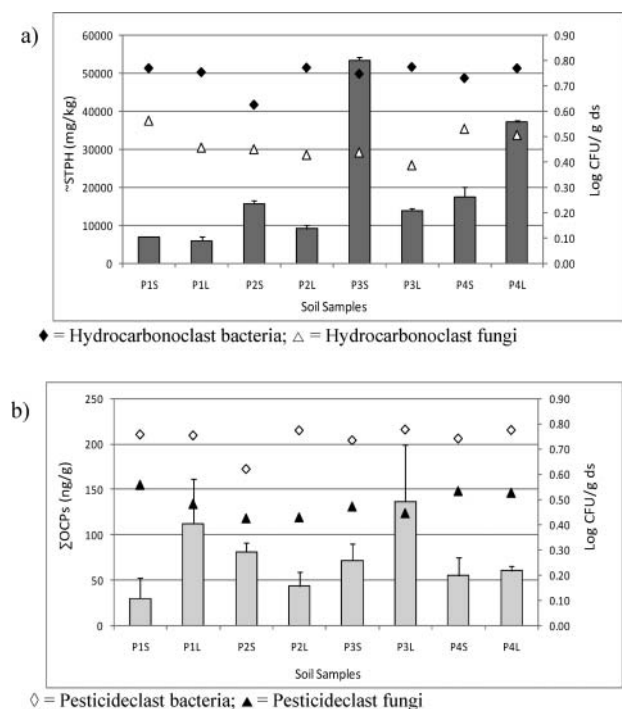 a)
60000
50000
40000
30000
20000
10000
0
~STPH (mg/kg)
0.90
0.80
0.70
0.60
0.50
0.40
0.30
0.20
0.10
0.00
Log CFU/ g ds
P1S P1L P2S P2L P3S P3L P4S P4L
Soil Samples
◆ = Hydrocarbonoclast bacteria; △ = Hydrocarbonoclast fungi
b)
250
200
150
100
50
0
∑OCPs (ng/g)
0.90
0.80
0.70
0.60
0.50
0.40
0.30
0.20
0.10
0.00
Log CFU/ g ds
P1S P1L P2S P2L P3S P3L P4S P4L
Soil Samples
◇ = Pesticideclast bacteria; ▲ = Pesticideclast fungi